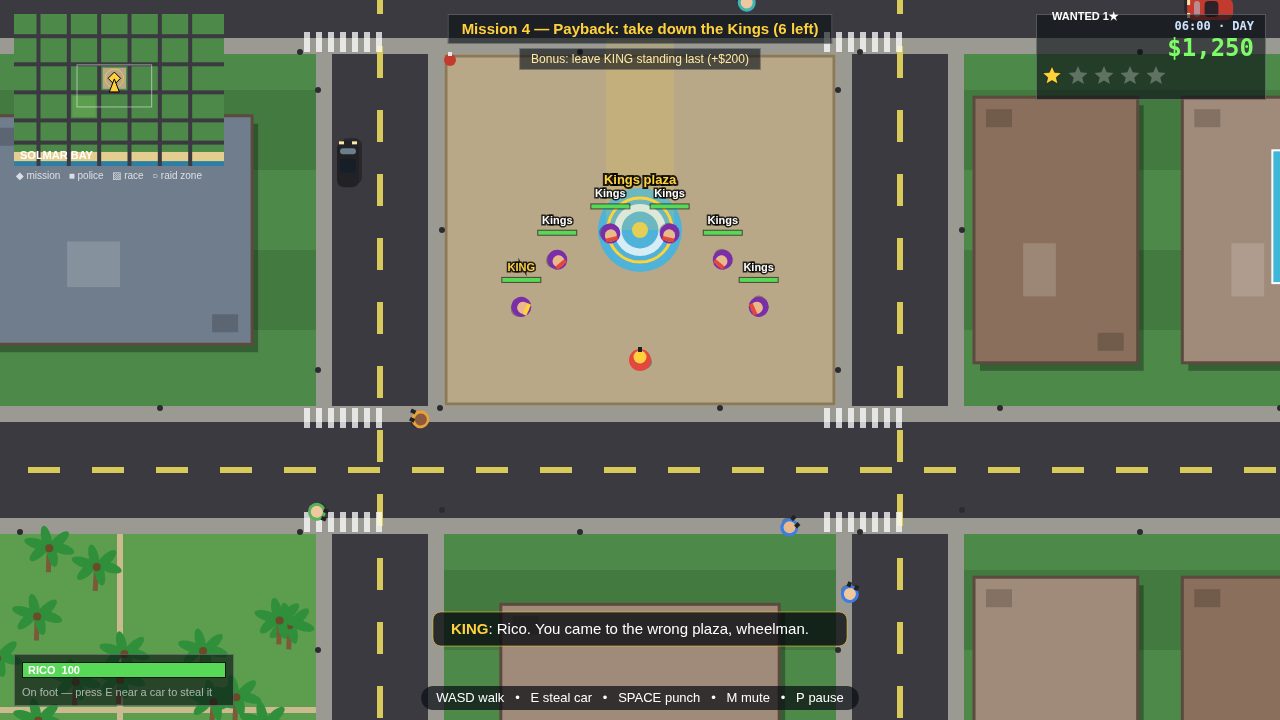 Mission 4 — Payback: take down the Kings (6 left)
Bonus: leave KING standing last (+$200)
WANTED 1★
06:00 · DAY
$1,250
SOLMAR BAY
◆ mission ■ police ▨ race ○ raid zone
Kings plaza
Kings
Kings
Kings
Kings
KING
Kings
KING: Rico. You came to the wrong plaza, wheelman.
RICO 100
On foot — press E near a car to steal it
WASD walk • E steal car • SPACE punch • M mute • P pause